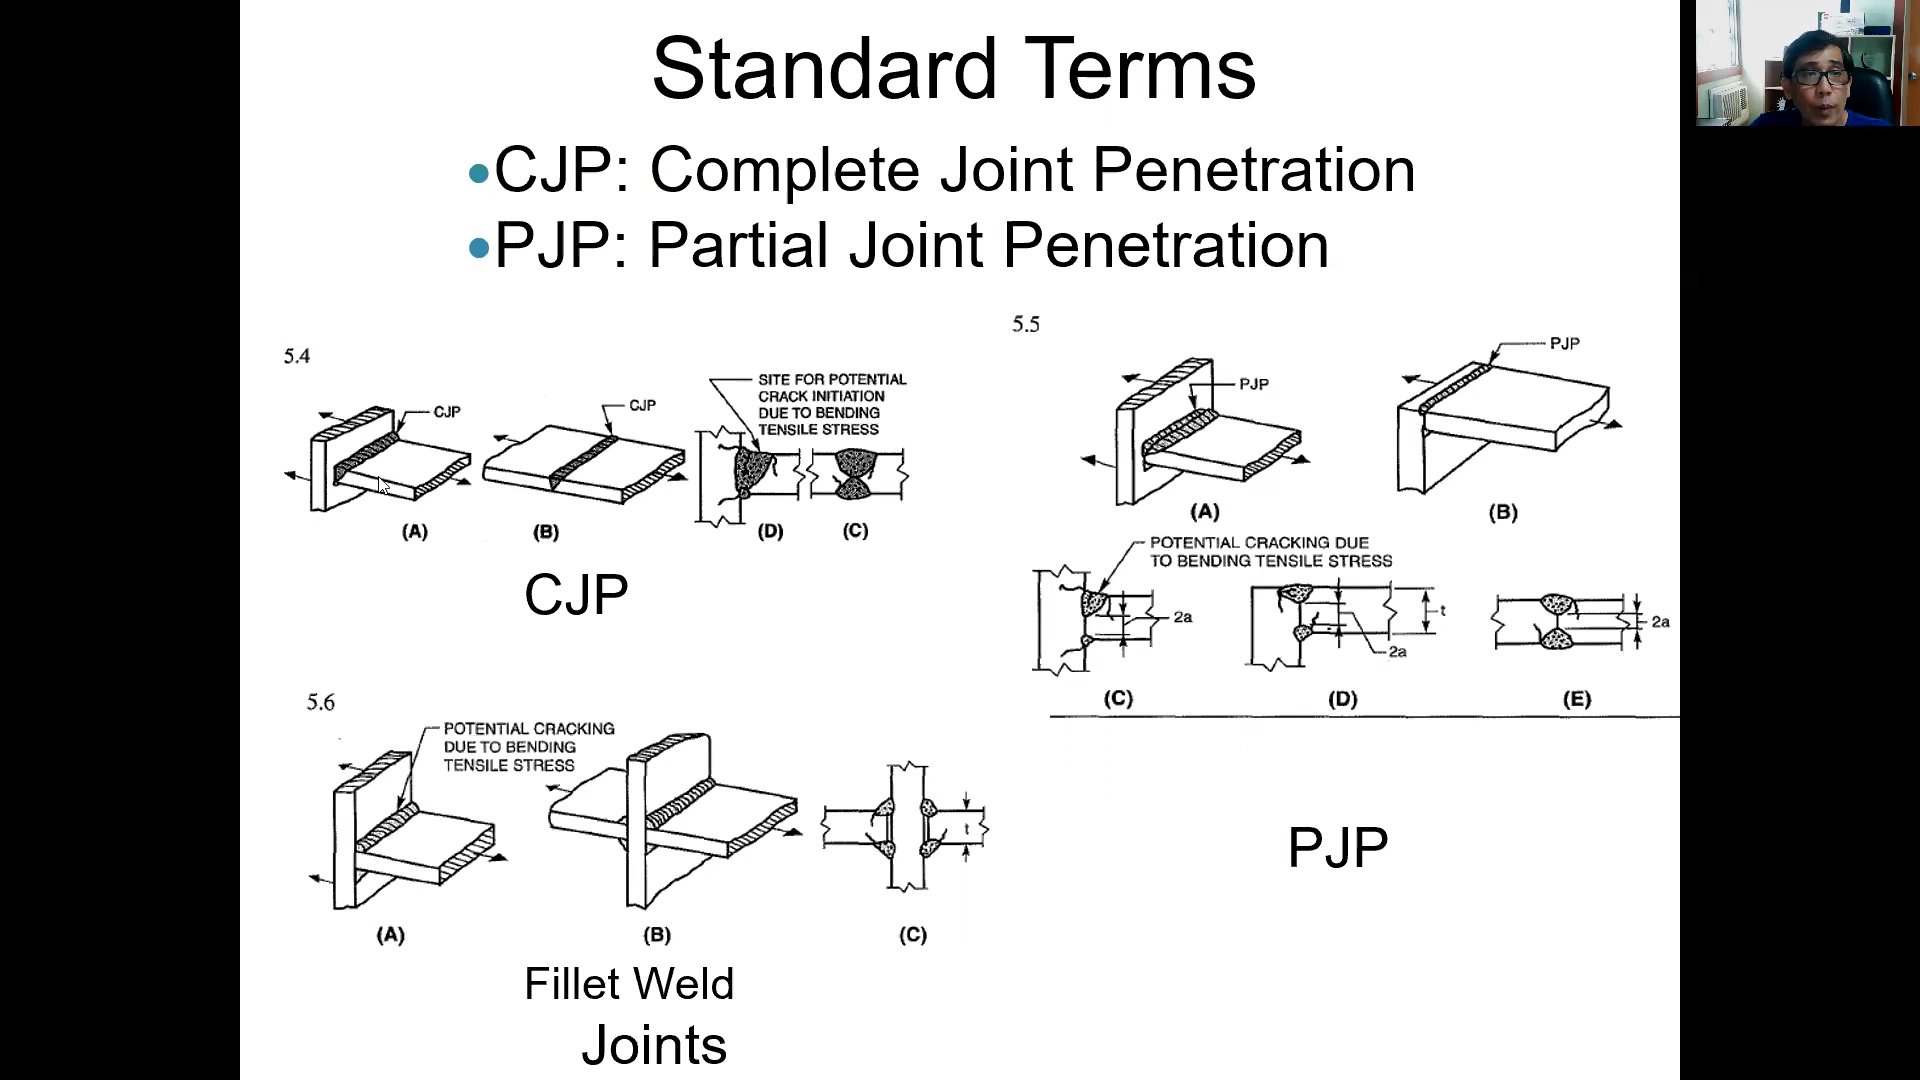 Standard Terms
•CJP: Complete Joint Penetration
•PJP: Partial Joint Penetration
5.4
CJP
CJP
SITE FOR POTENTIAL
CRACK INITIATION
DUE TO BENDING
TENSILE STRESS
(A)
(B)
(D)
(C)
CJP
5.5
PJP
PJP
(A)
(B)
POTENTIAL CRACKING DUE
TO BENDING TENSILE STRESS
2a
2a
t
2a
(C)
(D)
(E)
PJP
5.6
POTENTIAL CRACKING
DUE TO BENDING
TENSILE STRESS
t
(A)
(B)
(C)
Fillet Weld
Joints